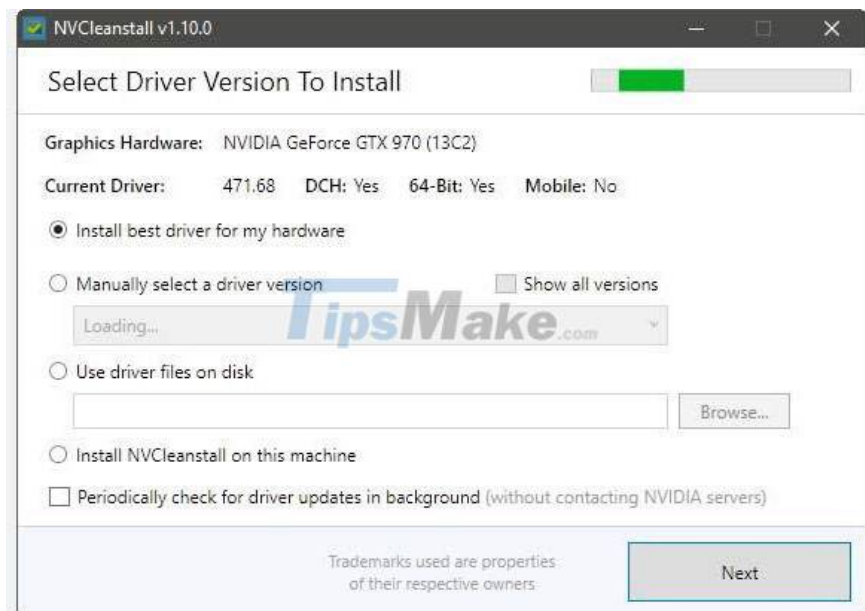 NVCleanstall v1.10.0
Select Driver Version To Install
Graphics Hardware: NVIDIA GeForce GTX 970 (13C2)
Current Driver: 471.68 DCH: Yes 64-Bit: Yes Mobile: No
Install best driver for my hardware
Manually select a driver version Show all versions
Loading...
TipsMake.com
Use driver files on disk
Browse...
Install NVCleanstall on this machine
Periodically check for driver updates in background (without contacting NVIDIA servers)
Trademarks used are properties
of their respective owners
Next